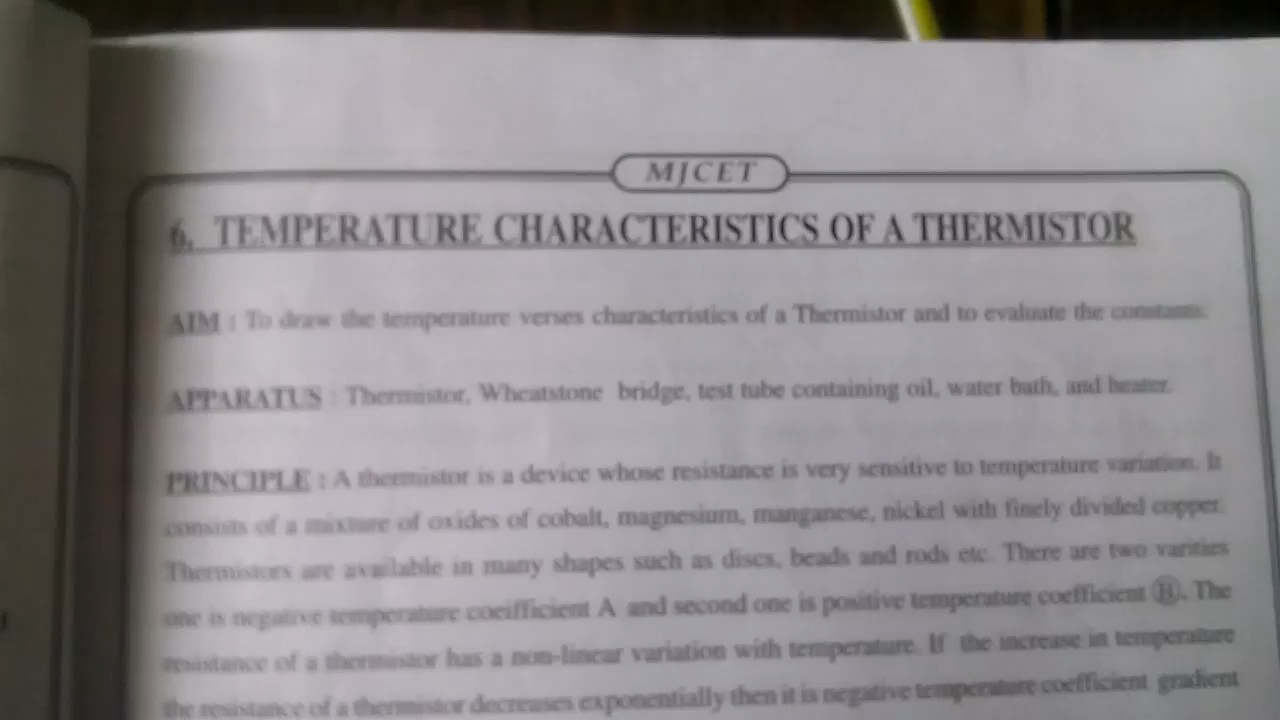 MJCET
6. TEMPERATURE CHARACTERISTICS OF A THERMISTOR
AIM : To draw the temperature verses characteristics of a Thermistor and to evaluate the constants.
APPARATUS : Thermistor, Wheatstone bridge, test tube containing oil, water bath, and heater.
PRINCIPLE : A thermistor is a device whose resistance is very sensitive to temperature variation. It
consists of a mixture of oxides of cobalt, magnesium, manganese, nickel with finely divided copper.
Thermistors are available in many shapes such as discs, beads and rods etc. There are two varities
one is negative temperature coeifficient A and second one is positive temperature coefficient B. The
resistance of a thermistor has a non-linear variation with temperature. If the increase in temperature
the resistance of a thermistor decreases exponentially then it is negative temperature coefficient gradient